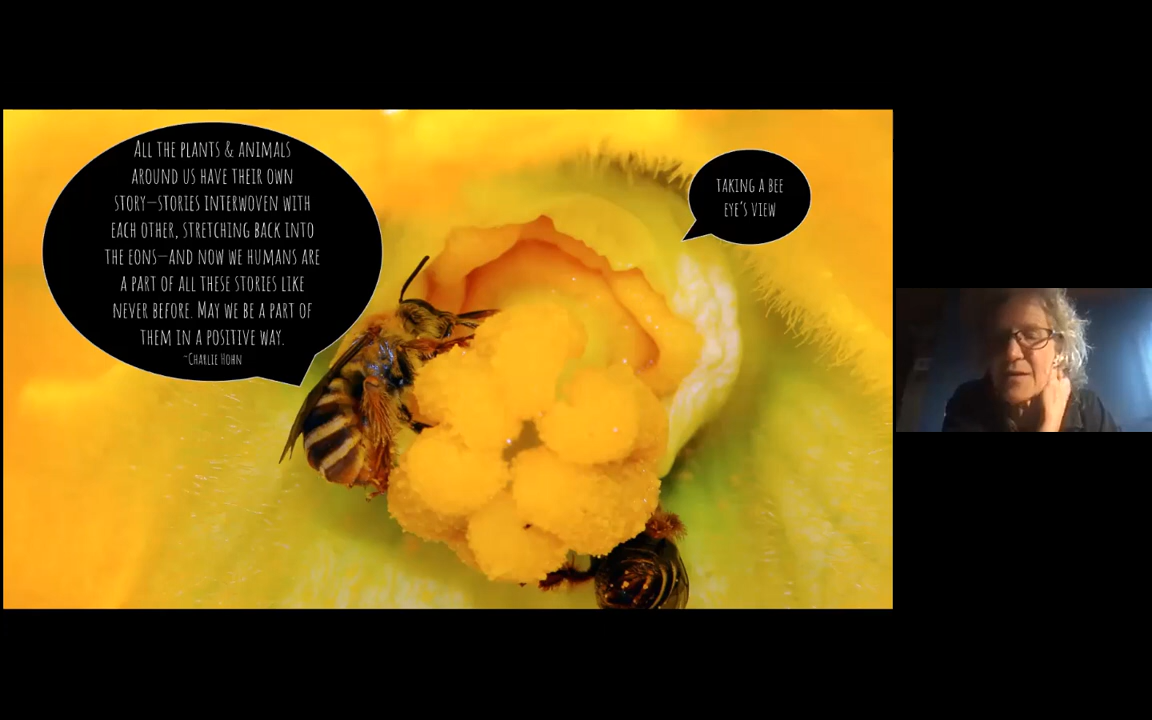 All the plants & animals
around us have their own
story—stories interwoven with
each other, stretching back into
the eons—and now we humans are
a part of all these stories like
never before. May we be a part of
them in a positive way.
~Charlie Hohn
taking a bee
eye's view